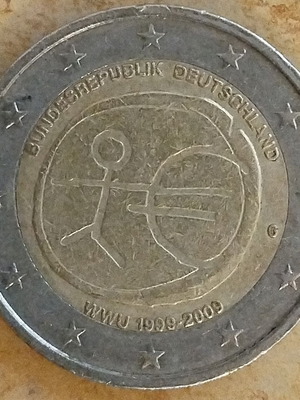 BUNDESREPUBLIK DEUTSCHLAND
G
WWU 1999-2009